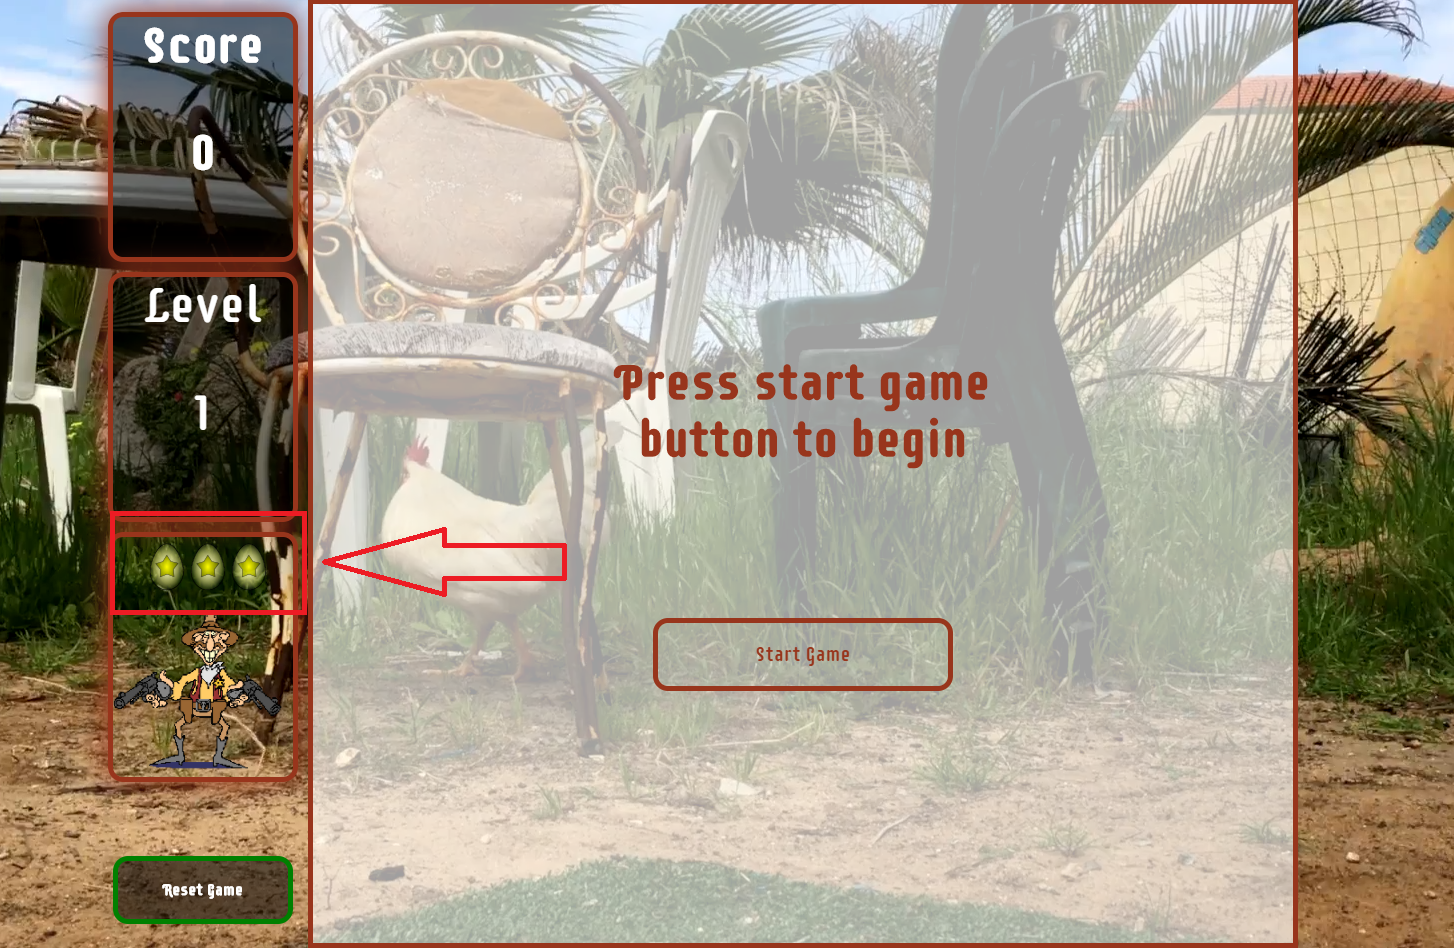 Score
0
Level
1
Press start game
button to begin
Start Game
Reset Game